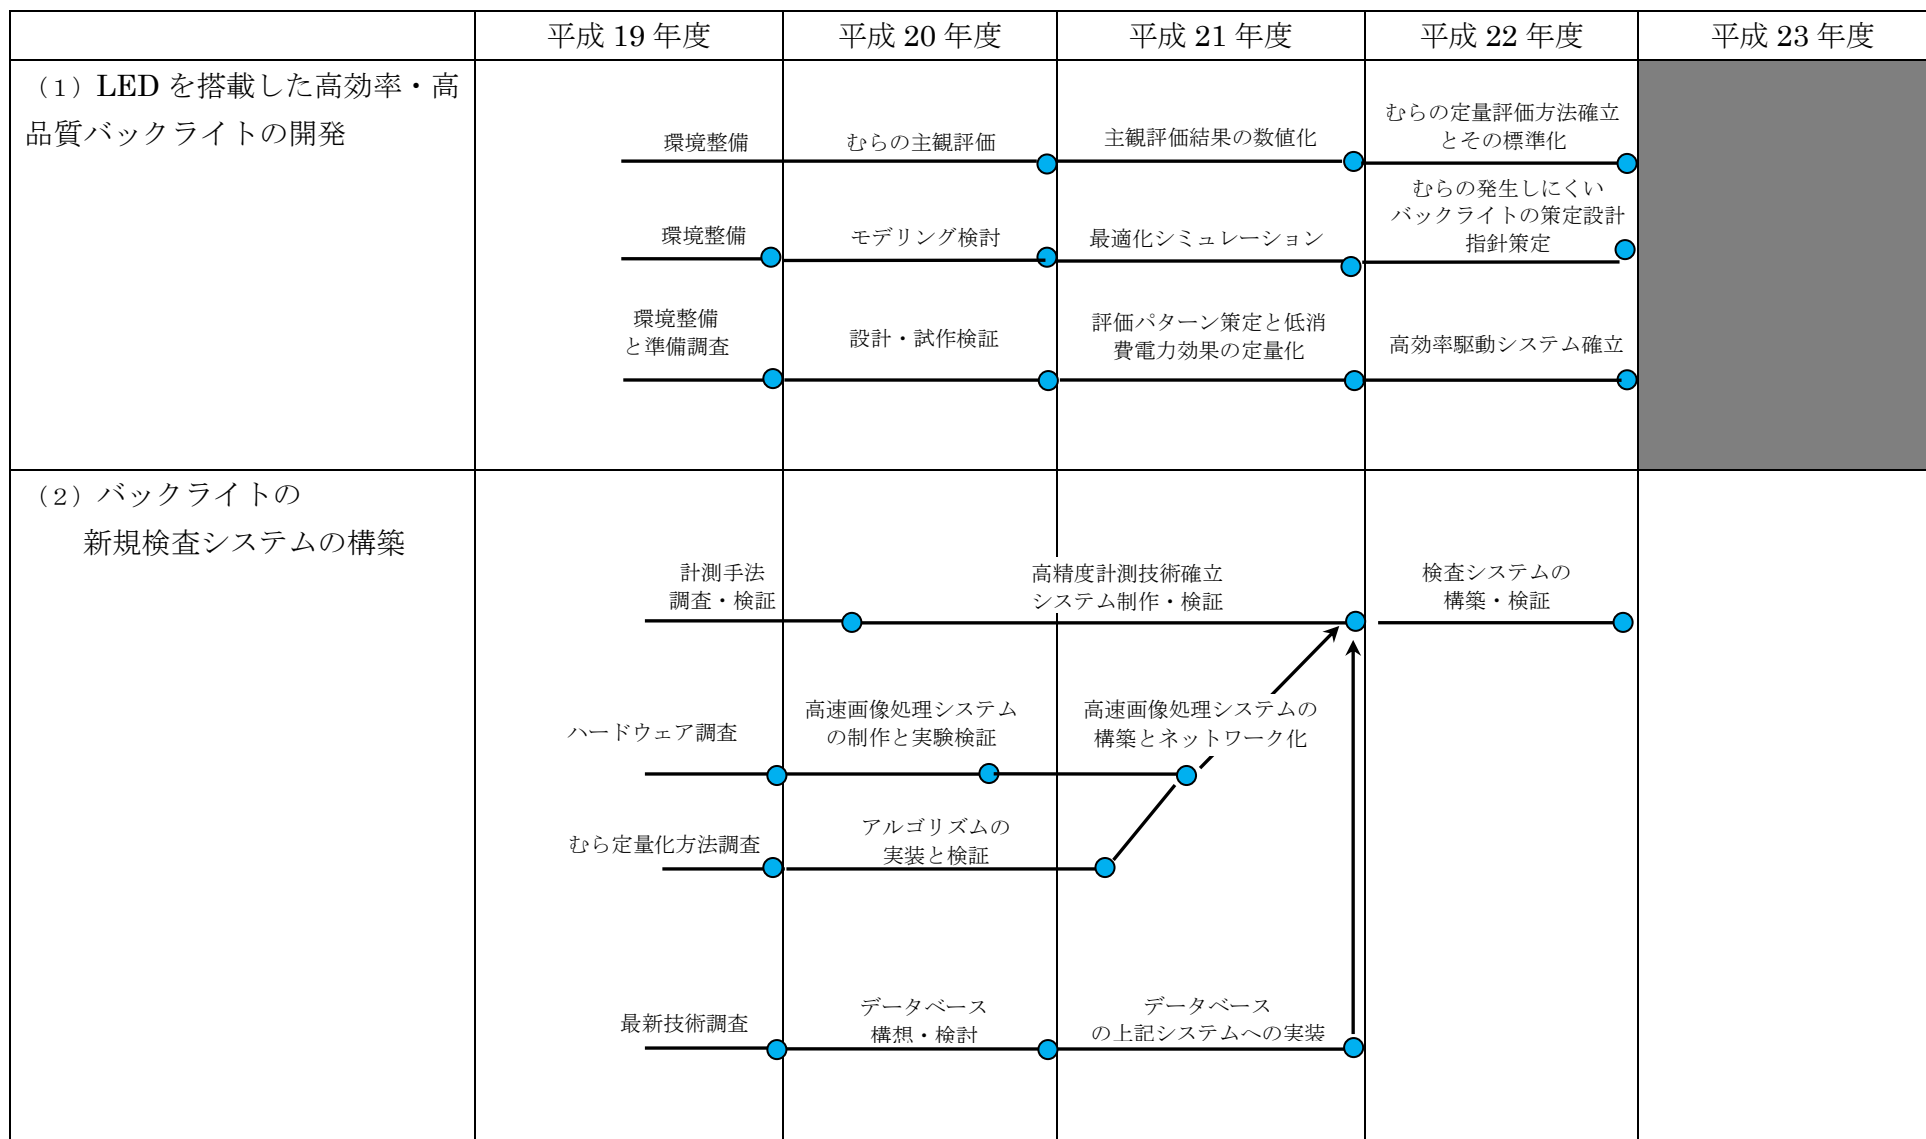 平成 19 年度
平成 20 年度
平成 21 年度
平成 22 年度
平成 23 年度
（1）LED を搭載した高効率・高
品質バックライトの開発
環境整備
むらの主観評価
主観評価結果の数値化
むらの定量評価方法確立
とその標準化
環境整備
モデリング検討
最適化シミュレーション
むらの発生しにくい
バックライトの策定設計
指針策定
環境整備
と準備調査
設計・試作検証
評価パターン策定と低消
費電力効果の定量化
高効率駆動システム確立
（2）バックライトの
新規検査システムの構築
計測手法
調査・検証
高精度計測技術確立
システム制作・検証
検査システムの
構築・検証
ハードウェア調査
高速画像処理システム
の制作と実験検証
高速画像処理システムの
構築とネットワーク化
むら定量化方法調査
アルゴリズムの
実装と検証
最新技術調査
データベース
構想・検討
データベース
の上記システムへの実装